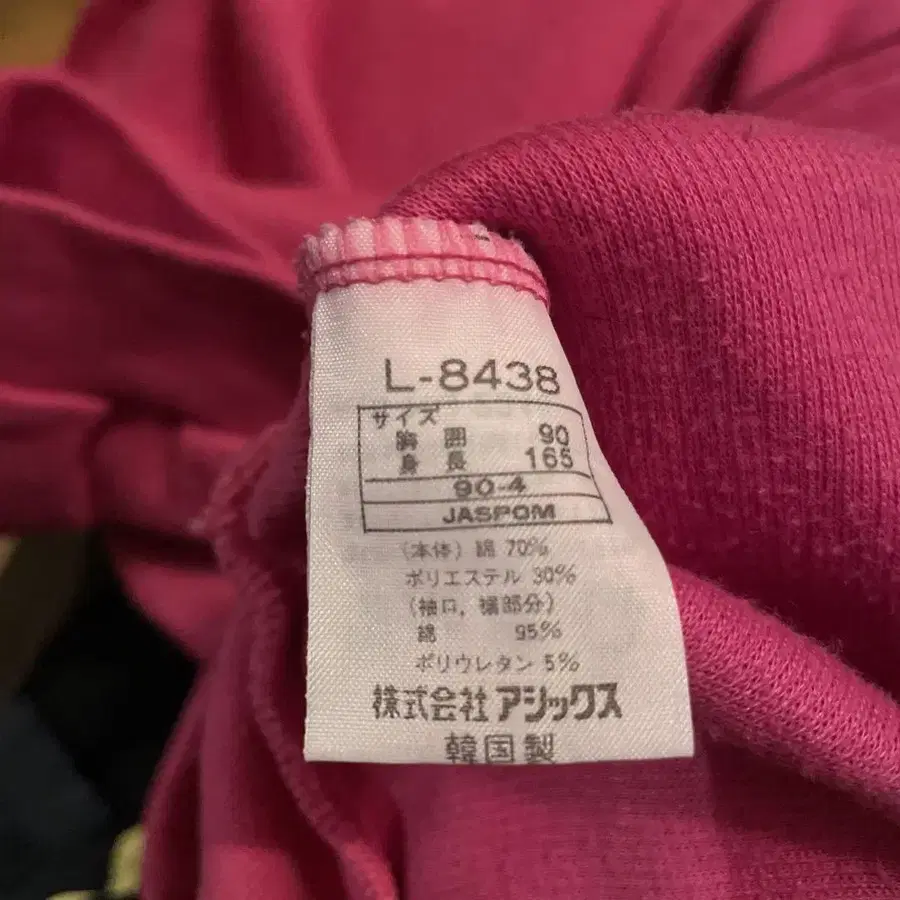 L-8438
サイズ
胸 囲 90
身 長 165
90-4
JASPOM
(本体) 綿 70%
ポリエステル 30%
(袖口, 裾部分)
綿 95%
ポリウレタン 5%
株式会社 アシックス
韓国製